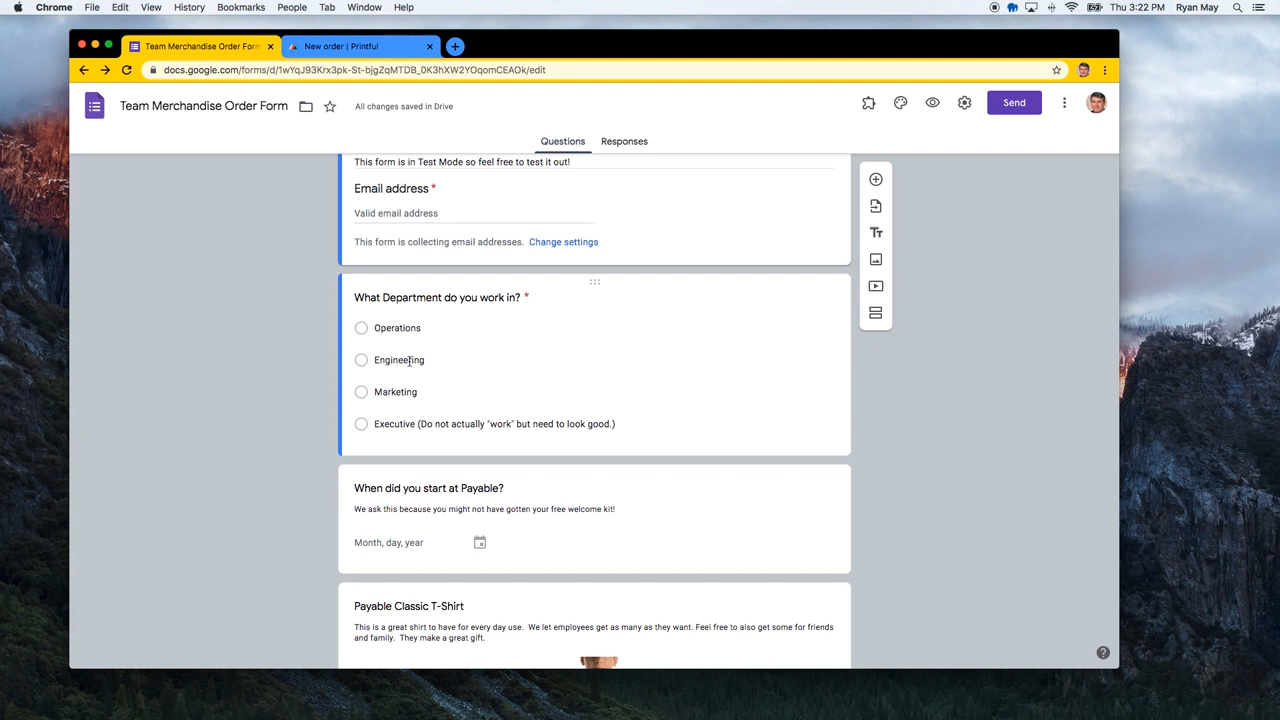 Chrome File Edit View History Bookmarks People Tab Window Help Thu 3:22 PM Ryan May
Team Merchandise Order Form New order | Printful
docs.google.com/forms/d/1wYqJ93Krx3pk-St-bjgZqMTDB_0K3hXW2YOqomCEAOk/edit
Team Merchandise Order Form All changes saved in Drive Send
Questions Responses
This form is in Test Mode so feel free to test it out!
Email address *
Valid email address
This form is collecting email addresses. Change settings
What Department do you work in? *
Operations
Engineering
Marketing
Executive (Do not actually "work" but need to look good.)
When did you start at Payable?
We ask this because you might not have gotten your free welcome kit!
Month, day, year
Payable Classic T-Shirt
This is a great shirt to have for every day use. We let employees get as many as they want. Feel free to also get some for friends
and family. They make a great gift.